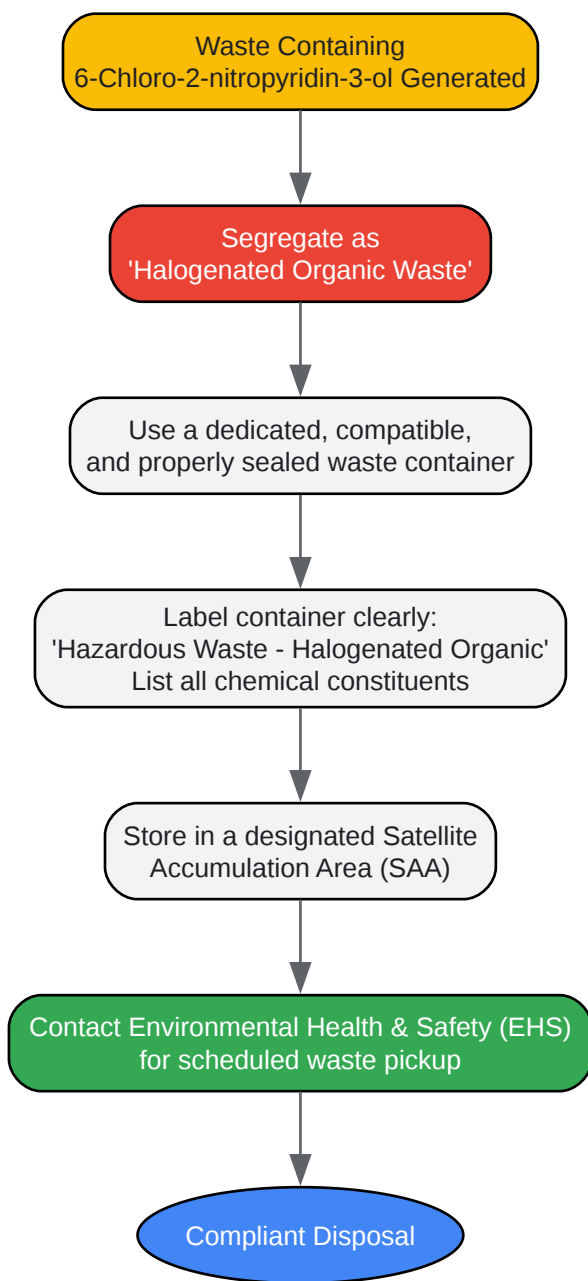 Waste Containing
6-Chloro-2-nitropyridin-3-ol Generated
Segregate as
'Halogenated Organic Waste'
Use a dedicated, compatible,
and properly sealed waste container
Label container clearly:
'Hazardous Waste - Halogenated Organic'
List all chemical constituents
Store in a designated Satellite
Accumulation Area (SAA)
Contact Environmental Health & Safety (EHS)
for scheduled waste pickup
Compliant Disposal